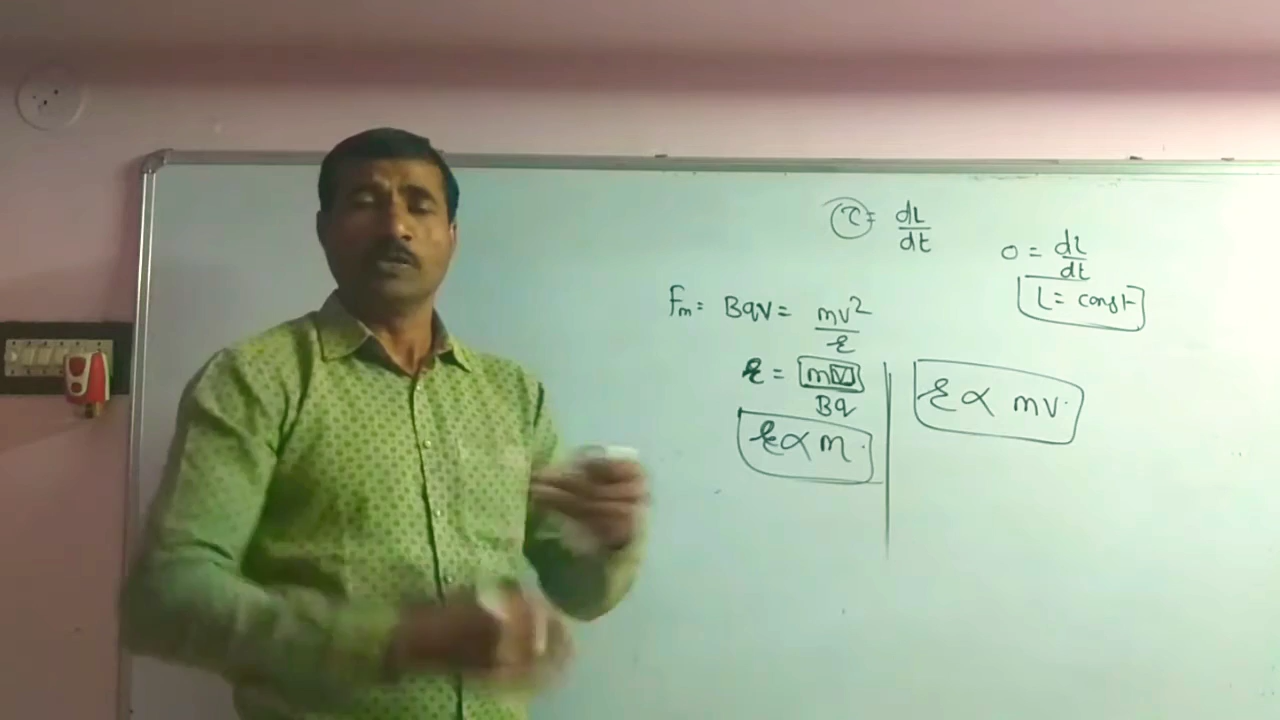 τ = dL/dt
0 = dL/dt
L = const
Fm = Bqv = mv²/r
r = mv/Bq
r ∝ m.
r ∝ mv.